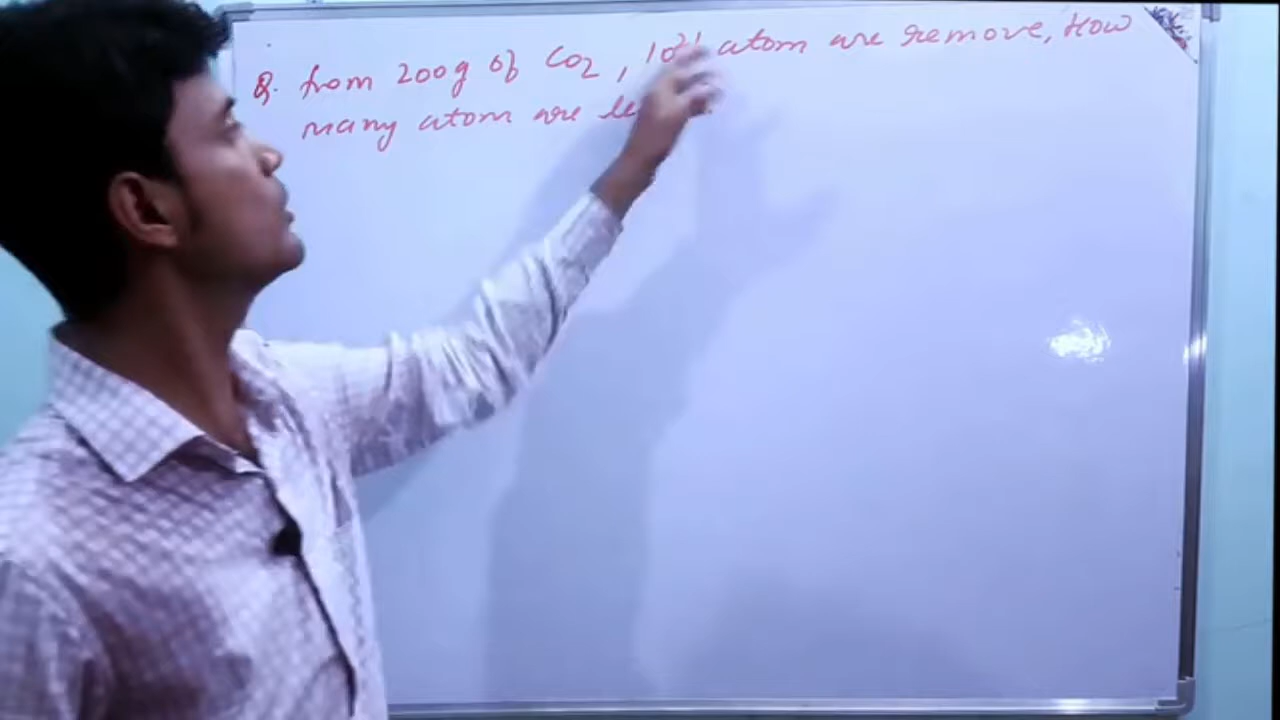 Q. from 200g of CO2, 10²¹ atom are remove, How
many atom are